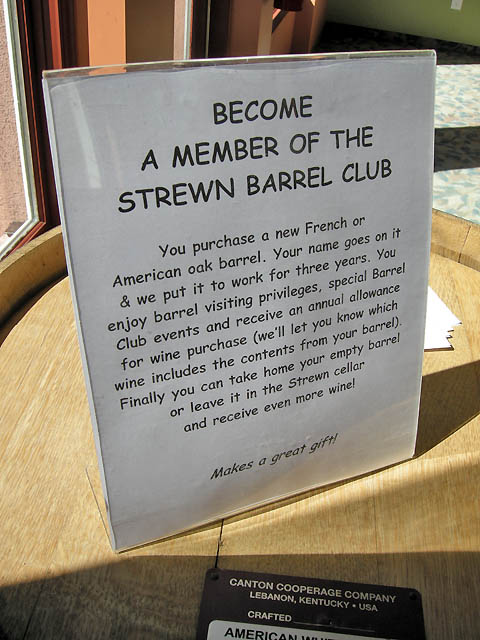 BECOME
A MEMBER OF THE
STREWN BARREL CLUB
You purchase a new French or
American oak barrel. Your name goes on it
& we put it to work for three years. You
enjoy barrel visiting privileges, special Barrel
Club events and receive an annual allowance
for wine purchase (we'll let you know which
wine includes the contents from your barrel).
Finally you can take home your empty barrel
or leave it in the Strewn cellar
and receive even more wine!
Makes a great gift!
CANTON COOPERAGE COMPANY
LEBANON, KENTUCKY • USA
CRAFTED
AMERICAN